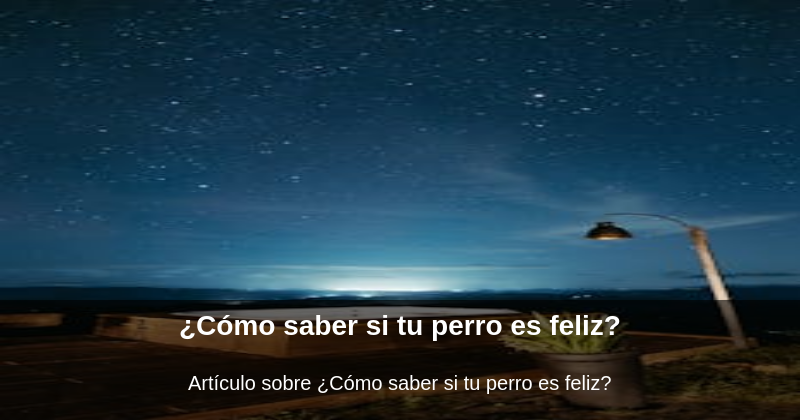 ¿Cómo saber si tu perro es feliz?
Artículo sobre ¿Cómo saber si tu perro es feliz?